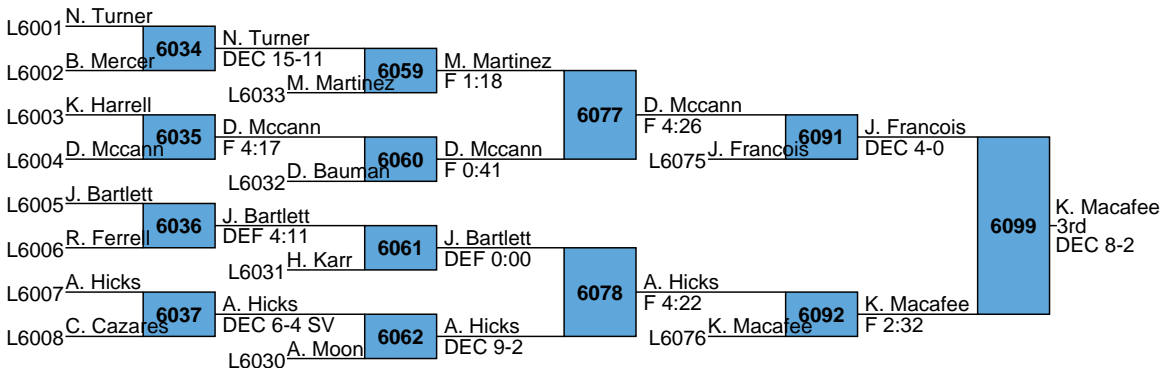 L6001 N. Turner
6034
L6002 B. Mercer
N. Turner
DEC 15-11
6059
L6033 M. Martinez
M. Martinez
F 1:18
L6003 K. Harrell
6035
L6004 D. Mccann
D. Mccann
F 4:17
6060
L6032 D. Bauman
D. Mccann
F 0:41
6077
D. Mccann
F 4:26
6091
L6075 J. Francois
J. Francois
DEC 4-0
L6005 J. Bartlett
6036
L6006 R. Ferrell
J. Bartlett
DEF 4:11
6061
L6031 H. Karr
J. Bartlett
DEF 0:00
L6007 A. Hicks
6037
L6008 C. Cazares
A. Hicks
DEC 6-4 SV
6062
L6030 A. Moon
A. Hicks
DEC 9-2
6078
A. Hicks
F 4:22
6092
L6076 K. Macafee
K. Macafee
F 2:32
6099
K. Macafee
3rd
DEC 8-2